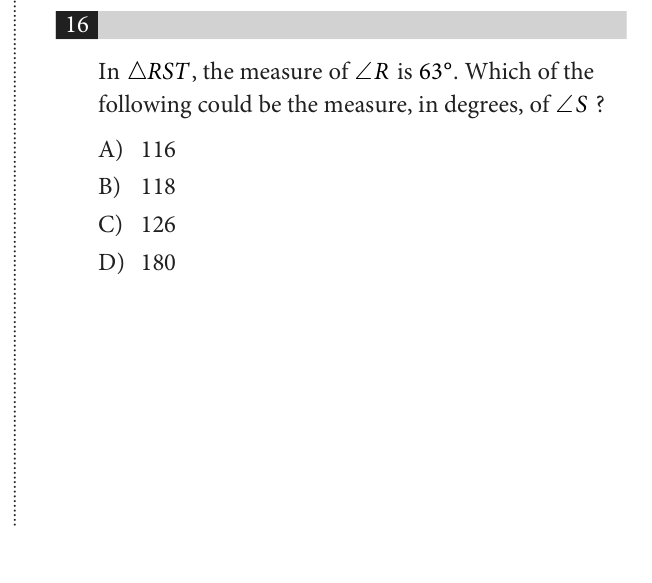 16
In △RST, the measure of ∠R is 63°. Which of the
following could be the measure, in degrees, of ∠S ?
A) 116
B) 118
C) 126
D) 180